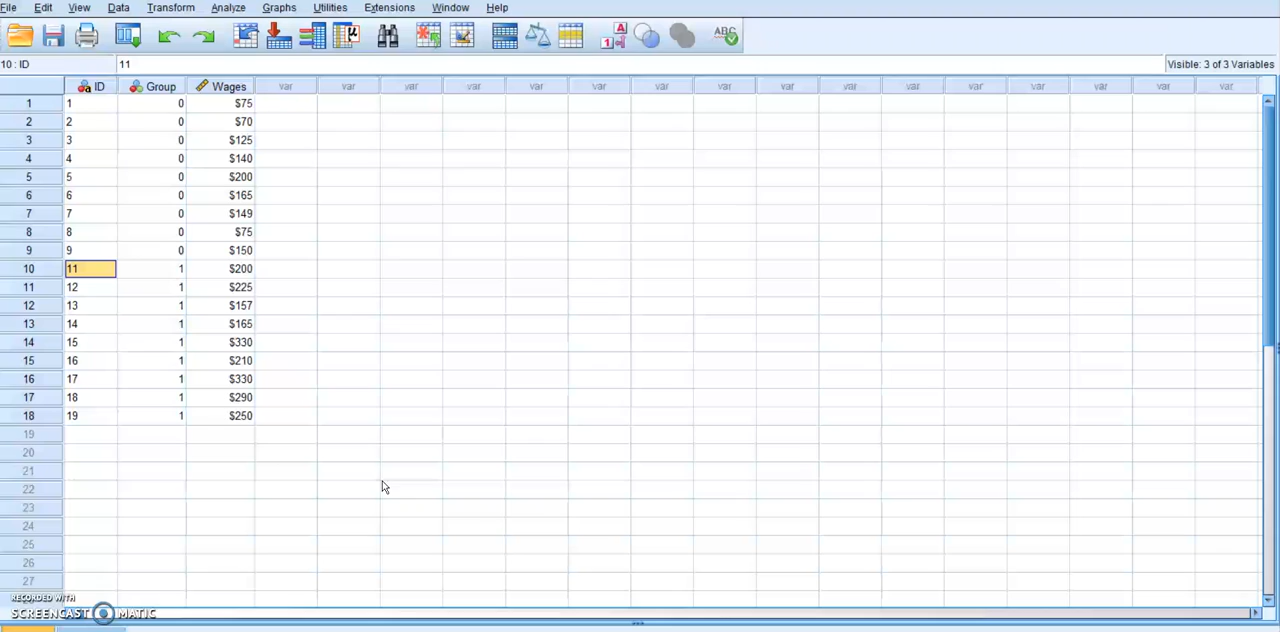 File Edit View Data Transform Analyze Graphs Utilities Extensions Window Help
10 : ID 11 Visible: 3 of 3 Variables
ID Group Wages var var var var var var var var var var var var var var var var
1 1 0 $75
2 2 0 $70
3 3 0 $125
4 4 0 $140
5 5 0 $200
6 6 0 $165
7 7 0 $149
8 8 0 $75
9 9 0 $150
10 11 1 $200
11 12 1 $225
12 13 1 $157
13 14 1 $165
14 15 1 $330
15 16 1 $210
16 17 1 $330
17 18 1 $290
18 19 1 $250
19
20
21
22
23
24
25
26
27
RECORDED WITH
SCREENCAST MATIC